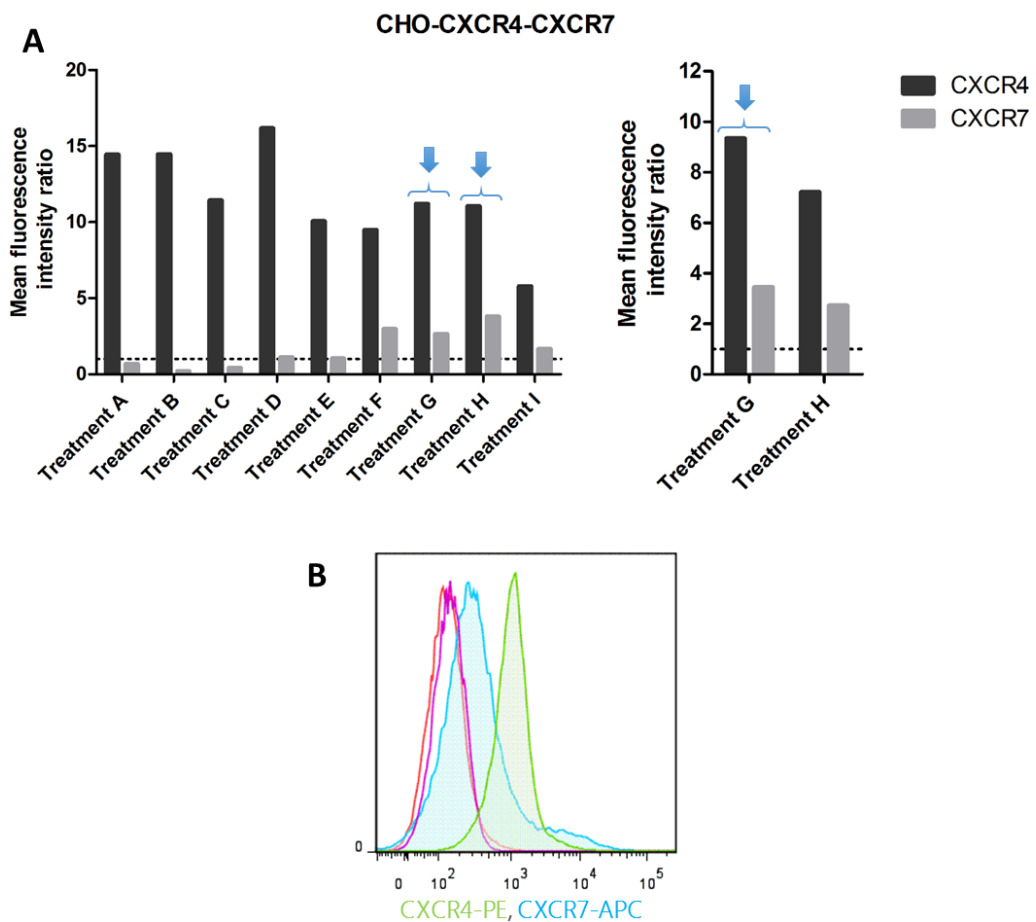 CHO-CXCR4-CXCR7
A
Mean fluorescence
intensity ratio
20
15
10
5
0
Treatment A
Treatment B
Treatment C
Treatment D
Treatment E
Treatment F
Treatment G
Treatment H
Treatment I
Mean fluorescence
intensity ratio
12
10
8
6
4
2
0
Treatment G
Treatment H
CXCR4
CXCR7
B
0
0 10² 10³ 10⁴ 10⁵
CXCR4-PE, CXCR7-APC